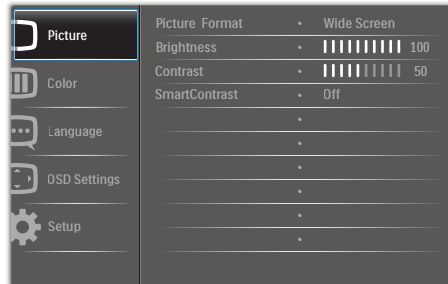 Picture
Color
Language
OSD Settings
Setup
Picture Format • Wide Screen
Brightness • 100
Contrast • 50
SmartContrast • Off